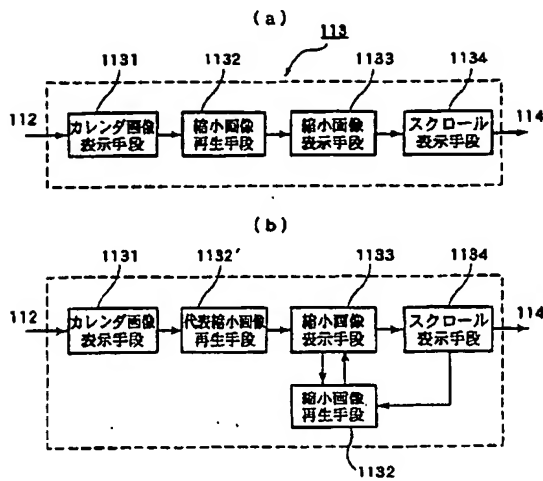 (a)
113
1131
1132
1133
1134
112
カレンダ画像
表示手段
縮小画像
再生手段
縮小画像
表示手段
スクロール
表示手段
114
(b)
1131
1132′
1133
1134
112
カレンダ画像
表示手段
代表縮小画像
再生手段
縮小画像
表示手段
スクロール
表示手段
114
縮小画像
再生手段
1132